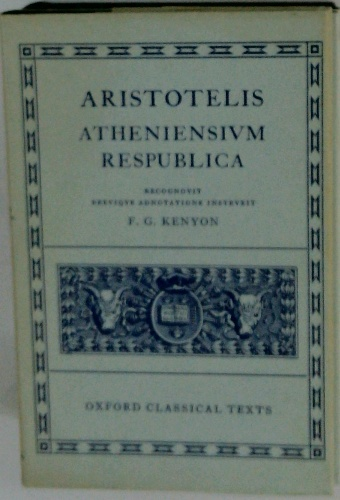 ARISTOTELIS
ATHENIENSIVM
RESPUBLICA
RECOGNOVIT
BREVIQVE ADNOTATIONE INSTRVXIT
F. G. KENYON
OXFORD CLASSICAL TEXTS